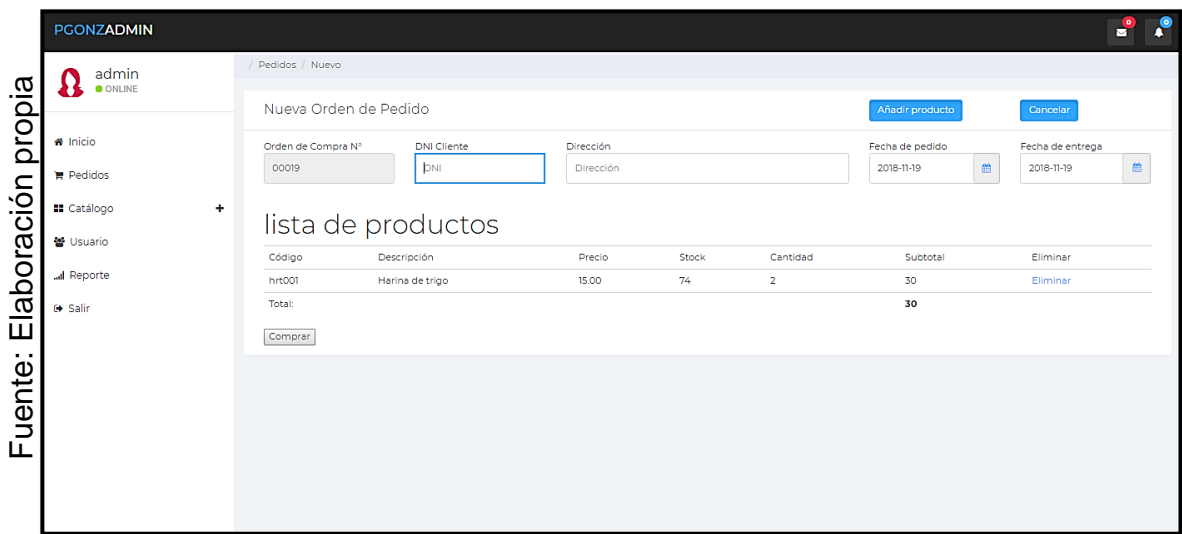 Fuente: Elaboración propia
PGONZADMIN
0
0
admin
ONLINE
Inicio
Pedidos
Catálogo +
Usuario
Reporte
Salir
/ Pedidos / Nuevo
Nueva Orden de Pedido Añadir producto Cancelar
Orden de Compra N° DNI Cliente Dirección Fecha de pedido Fecha de entrega
00019 DNI Dirección 2018-11-19 2018-11-19
lista de productos
Código Descripción Precio Stock Cantidad Subtotal Eliminar
hrt001 Harina de trigo 15.00 74 2 30 Eliminar
Total: 30
Comprar